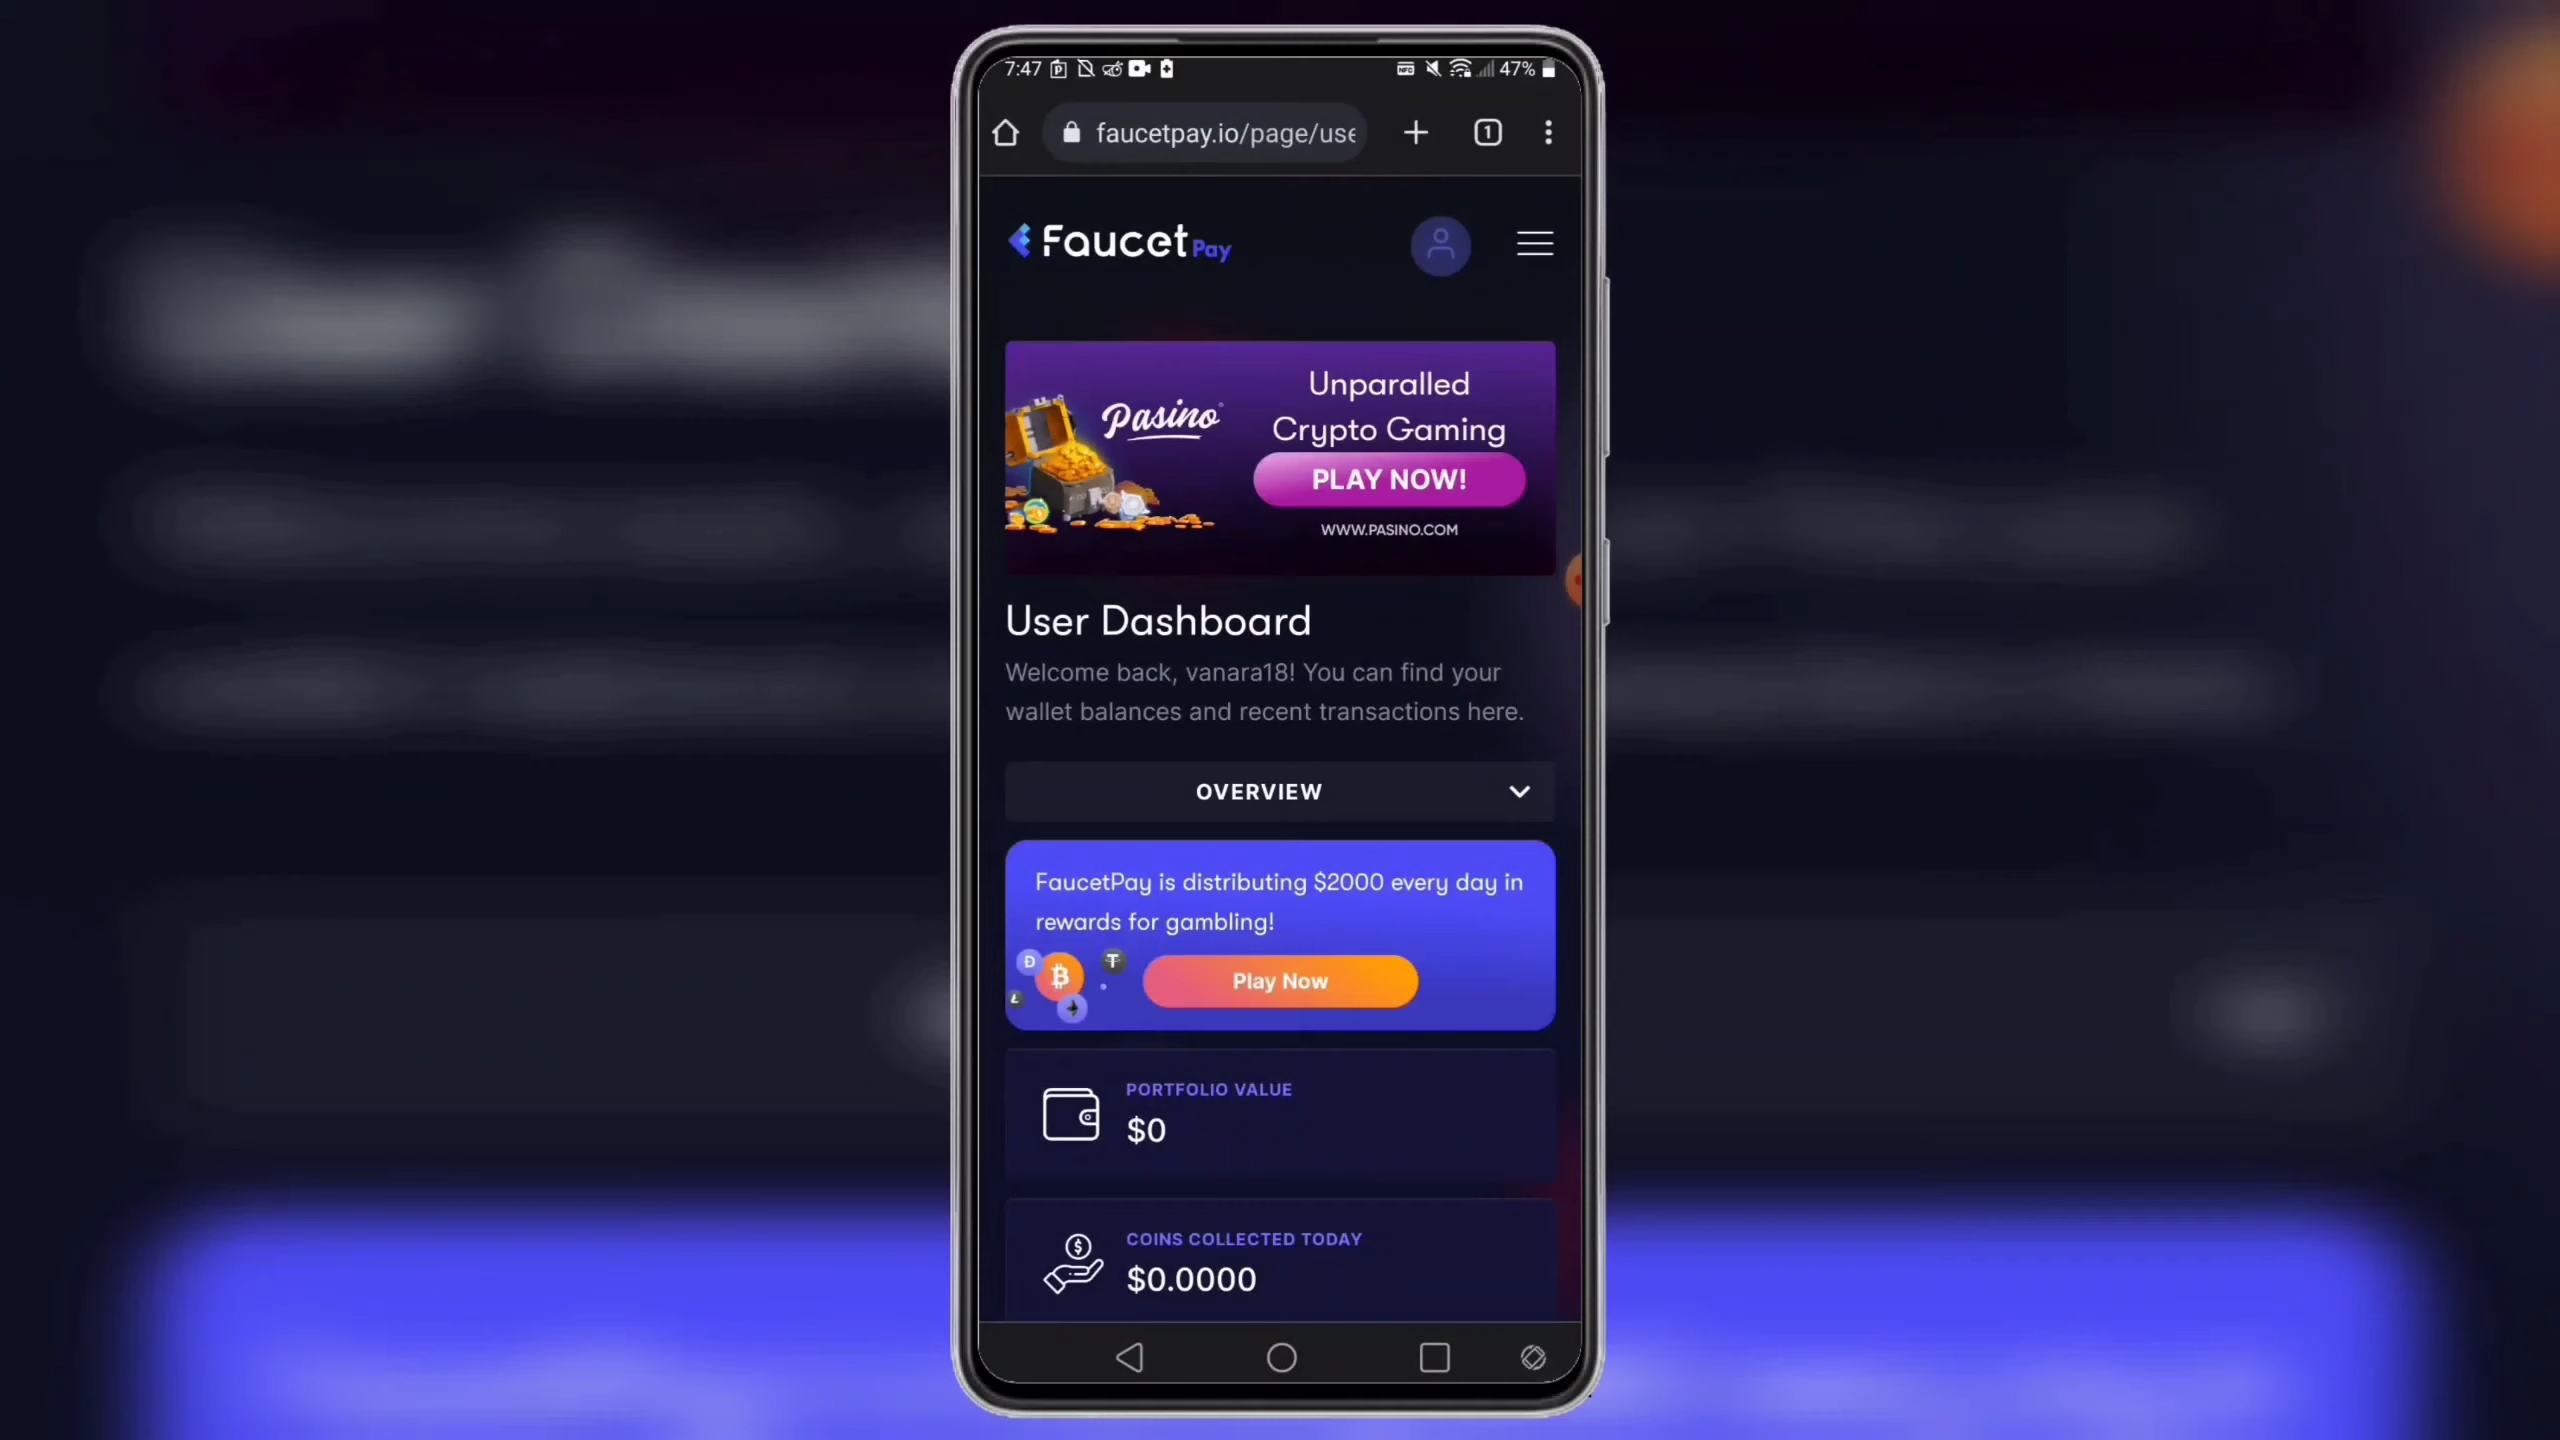 7:47
47%
faucetpay.io/page/use
1
Faucet Pay
Pasino
Unparalled
Crypto Gaming
PLAY NOW!
WWW.PASINO.COM
User Dashboard
Welcome back, vanara18! You can find your
wallet balances and recent transactions here.
OVERVIEW
FaucetPay is distributing $2000 every day in
rewards for gambling!
Play Now
PORTFOLIO VALUE
$0
COINS COLLECTED TODAY
$0.0000